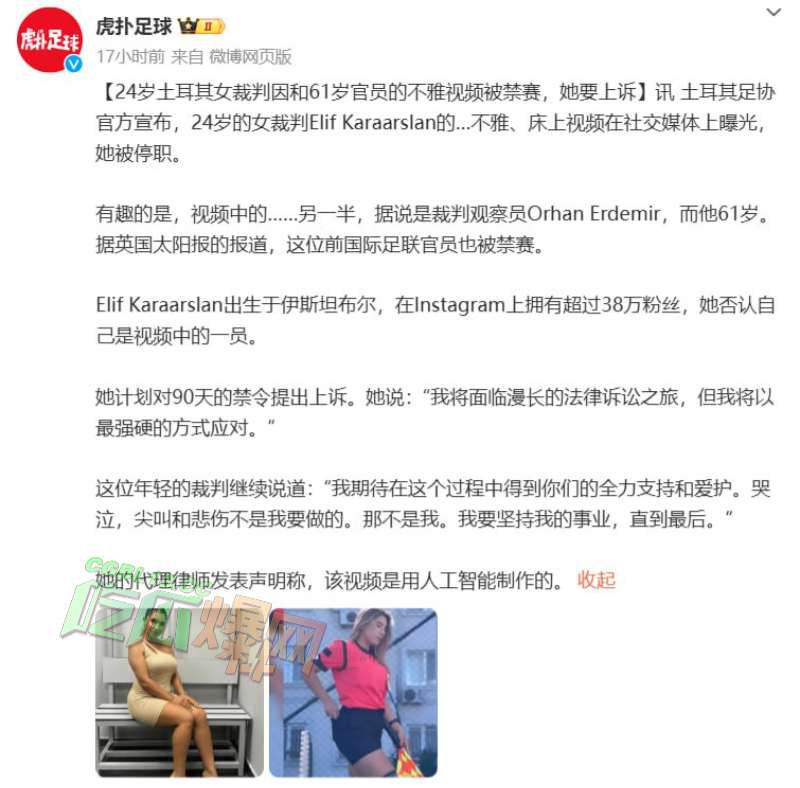 虎扑足球
虎扑足球 II
17小时前 来自 微博网页版
【24岁土耳其女裁判因和61岁官员的不雅视频被禁赛，她要上诉】讯 土耳其足协
官方宣布，24岁的女裁判Elif Karaarslan的...不雅、床上视频在社交媒体上曝光，
她被停职。
有趣的是，视频中的......另一半，据说是裁判观察员Orhan Erdemir，而他61岁。
据英国太阳报的报道，这位前国际足联官员也被禁赛。
Elif Karaarslan出生于伊斯坦布尔，在Instagram上拥有超过38万粉丝，她否认自
己是视频中的一员。
她计划对90天的禁令提出上诉。她说：“我将面临漫长的法律诉讼之旅，但我将以
最强硬的方式应对。”
这位年轻的裁判继续说道：“我期待在这个过程中得到你们的全力支持和爱护。哭
泣，尖叫和悲伤不是我要做的。那不是我。我要坚持我的事业，直到最后。”
她的代理律师发表声明称，该视频是用人工智能制作的。 收起
吃瓜爆料网